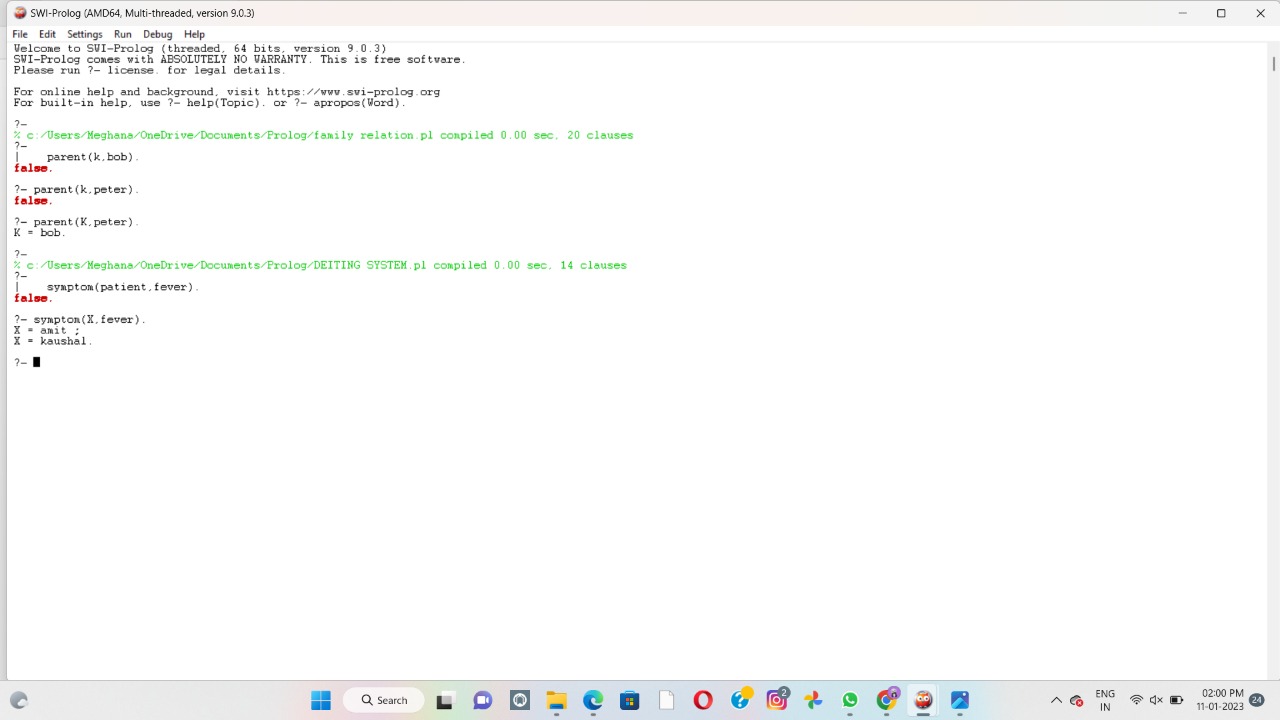 SWI-Prolog (AMD64, Multi-threaded, version 9.0.3)
File Edit Settings Run Debug Help
Welcome to SWI-Prolog (threaded, 64 bits, version 9.0.3)
SWI-Prolog comes with ABSOLUTELY NO WARRANTY. This is free software.
Please run ?- license. for legal details.
For online help and background, visit https://www.swi-prolog.org
For built-in help, use ?- help(Topic). or ?- apropos(Word).
?-
% c:/Users/Meghana/OneDrive/Documents/Prolog/family relation.pl compiled 0.00 sec, 20 clauses
?-
| parent(k,bob).
false.
?- parent(k,peter).
false.
?- parent(K,peter).
K = bob.
?-
% c:/Users/Meghana/OneDrive/Documents/Prolog/DEITING SYSTEM.pl compiled 0.00 sec, 14 clauses
?-
| symptom(patient,fever).
false.
?- symptom(X,fever).
X = amit ;
X = kaushal.
?-
Search
2
ENG
IN
02:00 PM
11-01-2023
24